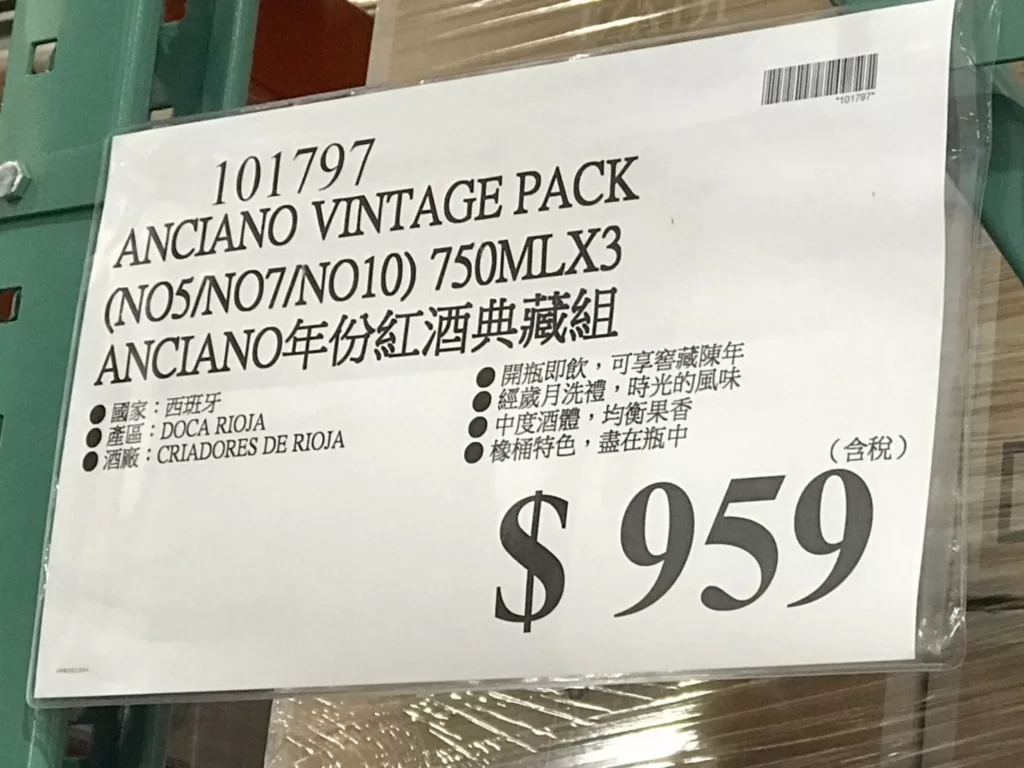 *101797*
101797
ANCIANO VINTAGE PACK
(NO5/NO7/NO10) 750MLX3
ANCIANO年份紅酒典藏組
● 國家：西班牙
● 產區：DOCA RIOJA
● 酒廠：CRIADORES DE RIOJA
● 開瓶即飲，可享窖藏陳年
● 經歲月洗禮，時光的風味
● 中度酒體，均衡果香
● 橡桶特色，盡在瓶中
（含稅）
$ 959